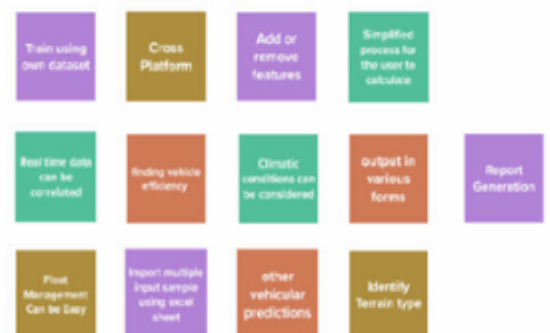 Train using
own dataset
Cross
Platform
Add or
remove
features
Simplified
process for
the user to
calculate
Real time data
can be
correlated
finding vehicle
efficiency
Climatic
conditions can
be considered
output in
various
forms
Report
Generation
Fleet
Management
Can be Easy
Import multiple
input sample
using excel
sheet
other
vehicular
predictions
Identity
Terrain type